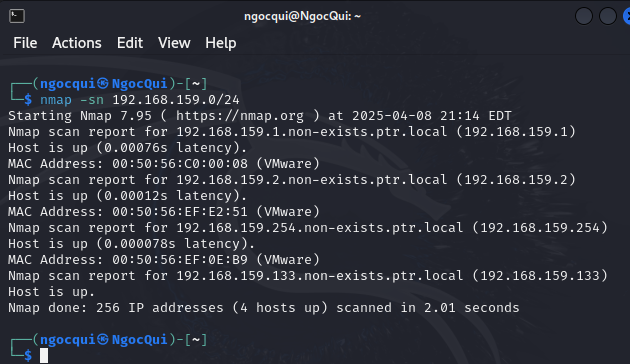 ngocqui@NgocQui: ~
File Actions Edit View Help
┌──(ngocqui㉿NgocQui)-[~]
└─$ nmap -sn 192.168.159.0/24
Starting Nmap 7.95 ( https://nmap.org ) at 2025-04-08 21:14 EDT
Nmap scan report for 192.168.159.1.non-exists.ptr.local (192.168.159.1)
Host is up (0.00076s latency).
MAC Address: 00:50:56:C0:00:08 (VMware)
Nmap scan report for 192.168.159.2.non-exists.ptr.local (192.168.159.2)
Host is up (0.00012s latency).
MAC Address: 00:50:56:EF:E2:51 (VMware)
Nmap scan report for 192.168.159.254.non-exists.ptr.local (192.168.159.254)
Host is up (0.000078s latency).
MAC Address: 00:50:56:EF:0E:B9 (VMware)
Nmap scan report for 192.168.159.133.non-exists.ptr.local (192.168.159.133)
Host is up.
Nmap done: 256 IP addresses (4 hosts up) scanned in 2.01 seconds
┌──(ngocqui㉿NgocQui)-[~]
└─$